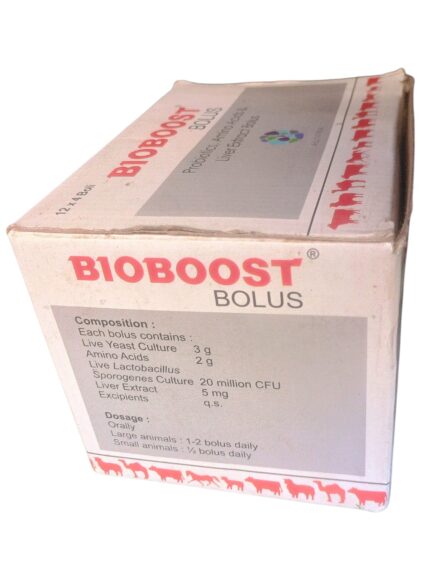 BIOBOOST®
BOLUS
Probiotics, Amino Acids &
Liver Extract Bolus
12 x 4 Boli
BIOBOOST®
BOLUS
Composition :
Each bolus contains :
Live Yeast Culture 3 g
Amino Acids 2 g
Live Lactobacillus
Sporogenes Culture 20 million CFU
Liver Extract 5 mg
Excipients q.s.
Dosage :
Orally
Large animals : 1-2 bolus daily
Small animals : ½ bolus daily